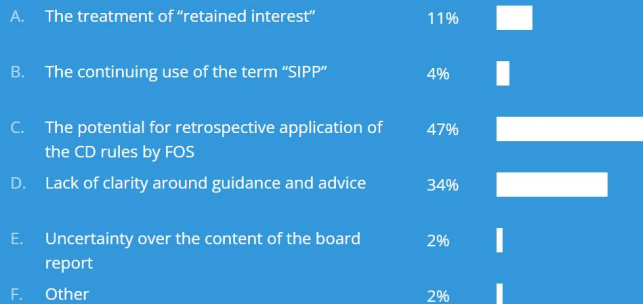 A. The treatment of “retained interest” 11%
B. The continuing use of the term “SIPP” 4%
C. The potential for retrospective application of 47%
the CD rules by FOS
D. Lack of clarity around guidance and advice 34%
E. Uncertainty over the content of the board 2%
report
F. Other 2%